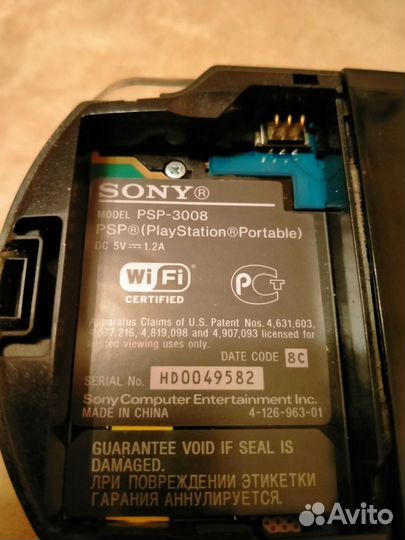 SONY®
MODEL PSP-3008
PSP®(PlayStation®Portable)
DC 5V⎓1.2A
WiFi PCT
CERTIFIED
Apparatus Claims of U.S. Patent Nos. 4,631,603,
4,577,216, 4,819,098 and 4,907,093 licensed for
limited viewing uses only.
DATE CODE 8C
SERIAL No. HD0049582
Sony Computer Entertainment Inc.
MADE IN CHINA 4-126-963-01
GUARANTEE VOID IF SEAL IS
DAMAGED.
ЛРИ ПОВРЕЖДЕНИИ ЭТИКЕТКИ
ГАРАНИЯ АННУЛИРУЕТСЯ.
Avito